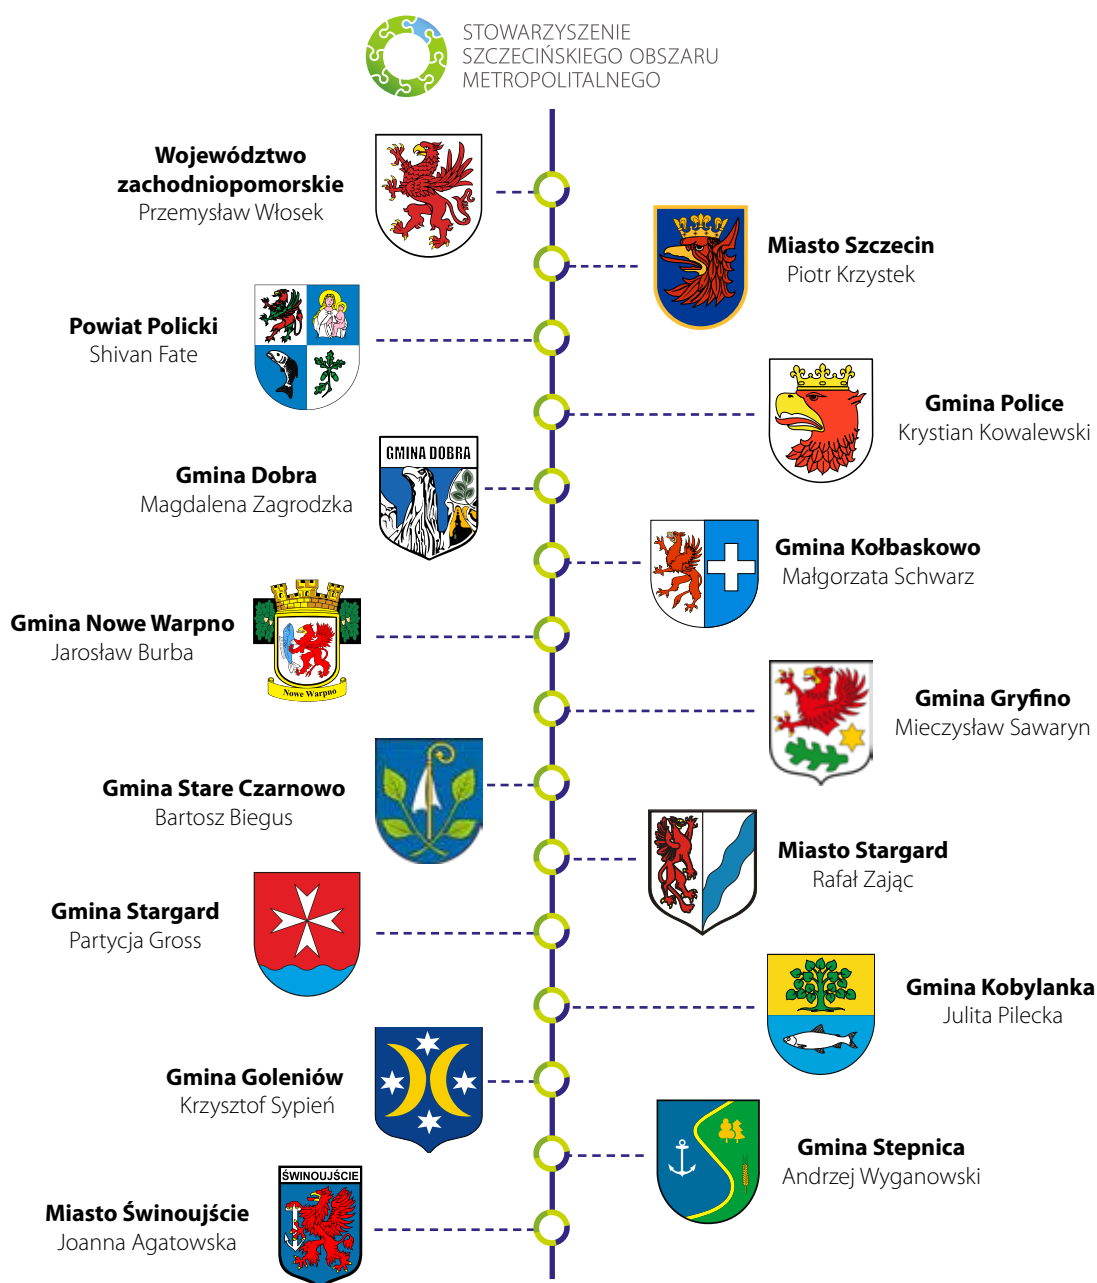 STOWARZYSZENIE
SZCZECIŃSKIEGO OBSZARU
METROPOLITALNEGO
Województwo
zachodniopomorskie
Przemysław Włosek
Miasto Szczecin
Piotr Krzystek
Powiat Policki
Shivan Fate
Gmina Police
Krystian Kowalewski
GMINA DOBRA
Gmina Dobra
Magdalena Zagrodzka
Gmina Kołbaskowo
Małgorzata Schwarz
Gmina Nowe Warpno
Jarosław Burba
Nowe Warpno
Gmina Gryfino
Mieczysław Sawaryn
Gmina Stare Czarnowo
Bartosz Biegus
Miasto Stargard
Rafał Zając
Gmina Stargard
Partycja Gross
Gmina Kobylanka
Julita Pilecka
Gmina Goleniów
Krzysztof Sypień
Gmina Stepnica
Andrzej Wyganowski
ŚWINOUJŚCIE
Miasto Świnoujście
Joanna Agatowska